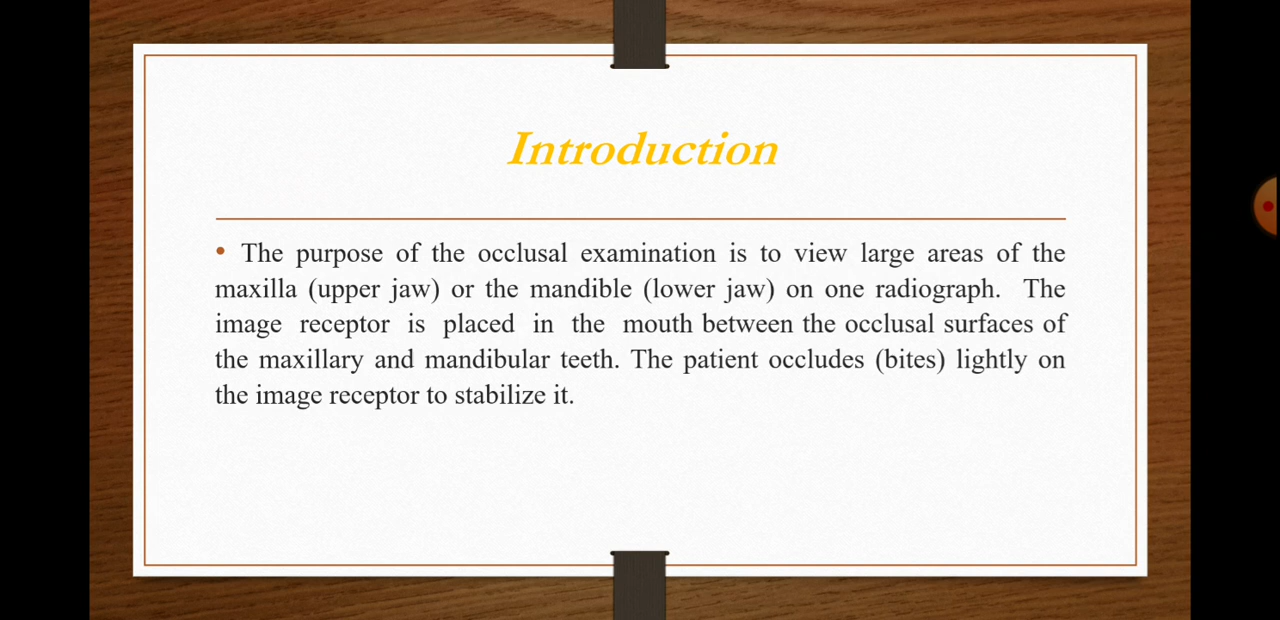 Introduction
• The purpose of the occlusal examination is to view large areas of the
maxilla (upper jaw) or the mandible (lower jaw) on one radiograph. The
image receptor is placed in the mouth between the occlusal surfaces of
the maxillary and mandibular teeth. The patient occludes (bites) lightly on
the image receptor to stabilize it.